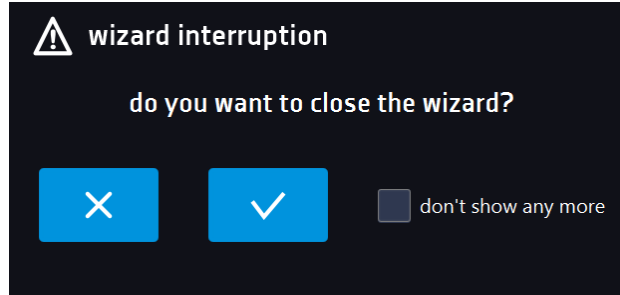 wizard interruption
do you want to close the wizard?
don't show any more